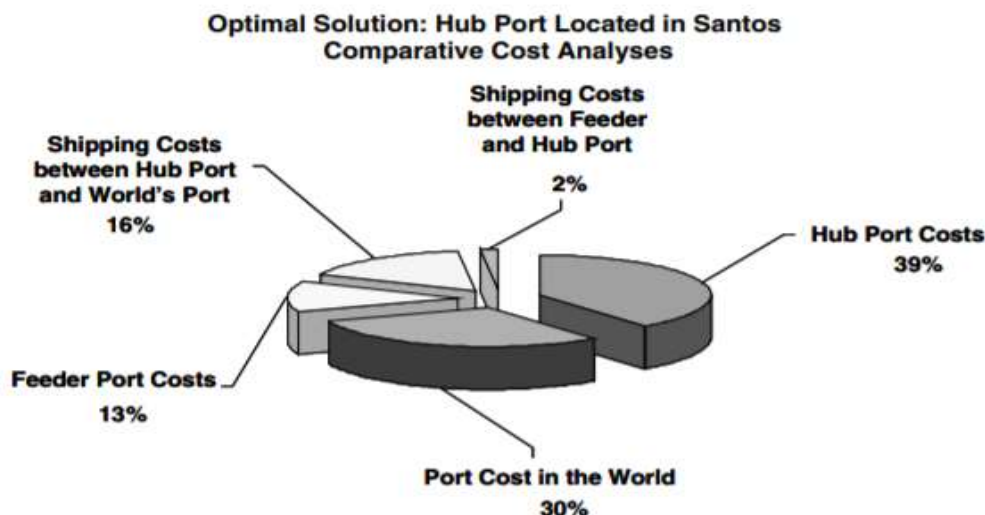 Optimal Solution: Hub Port Located in Santos
Comparative Cost Analyses
Shipping Costs
between Feeder
and Hub Port
2%
Shipping Costs
between Hub Port
and World's Port
16%
Hub Port Costs
39%
Feeder Port Costs
13%
Port Cost in the World
30%